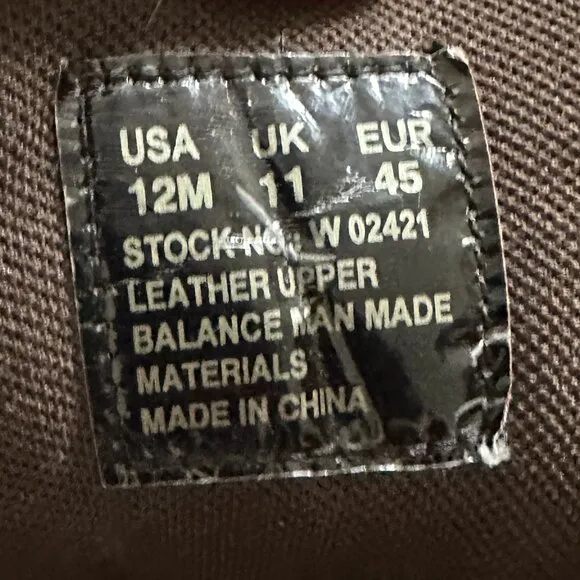 USA UK EUR
12M 11 45
STOCK NO: W 02421
LEATHER UPPER
BALANCE MAN MADE
MATERIALS
MADE IN CHINA